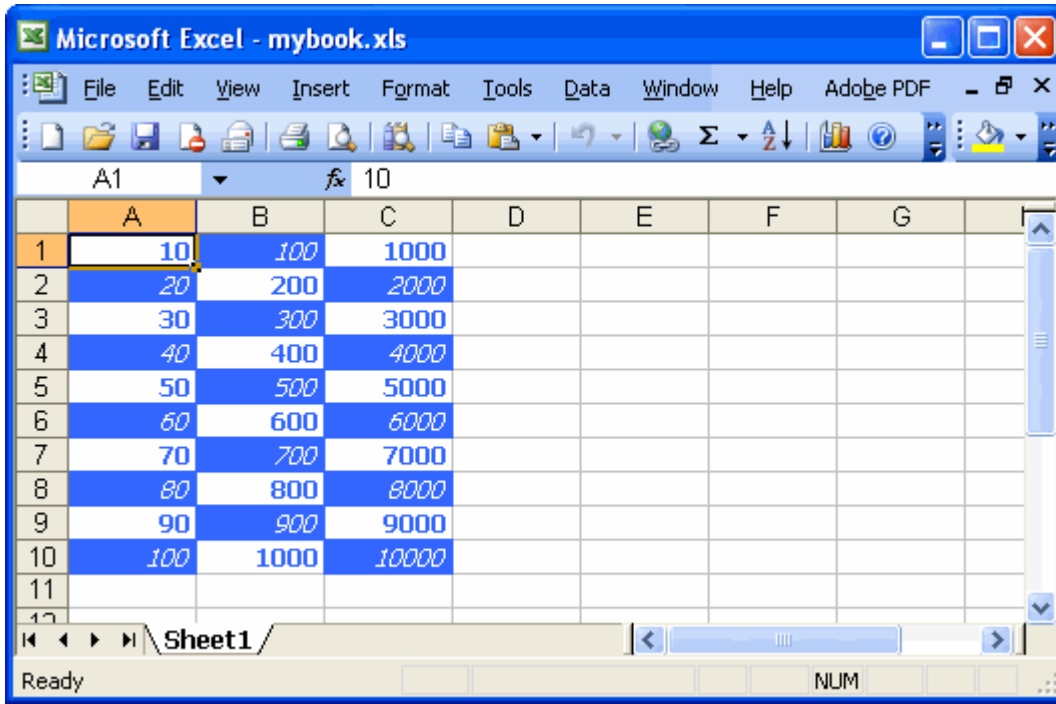 Microsoft Excel - mybook.xls
File Edit View Insert Format Tools Data Window Help Adobe PDF
A1 fx 10
A B C D E F G
1 10 100 1000
2 20 200 2000
3 30 300 3000
4 40 400 4000
5 50 500 5000
6 60 600 6000
7 70 700 7000
8 80 800 8000
9 90 900 9000
10 100 1000 10000
11
Sheet1
Ready NUM